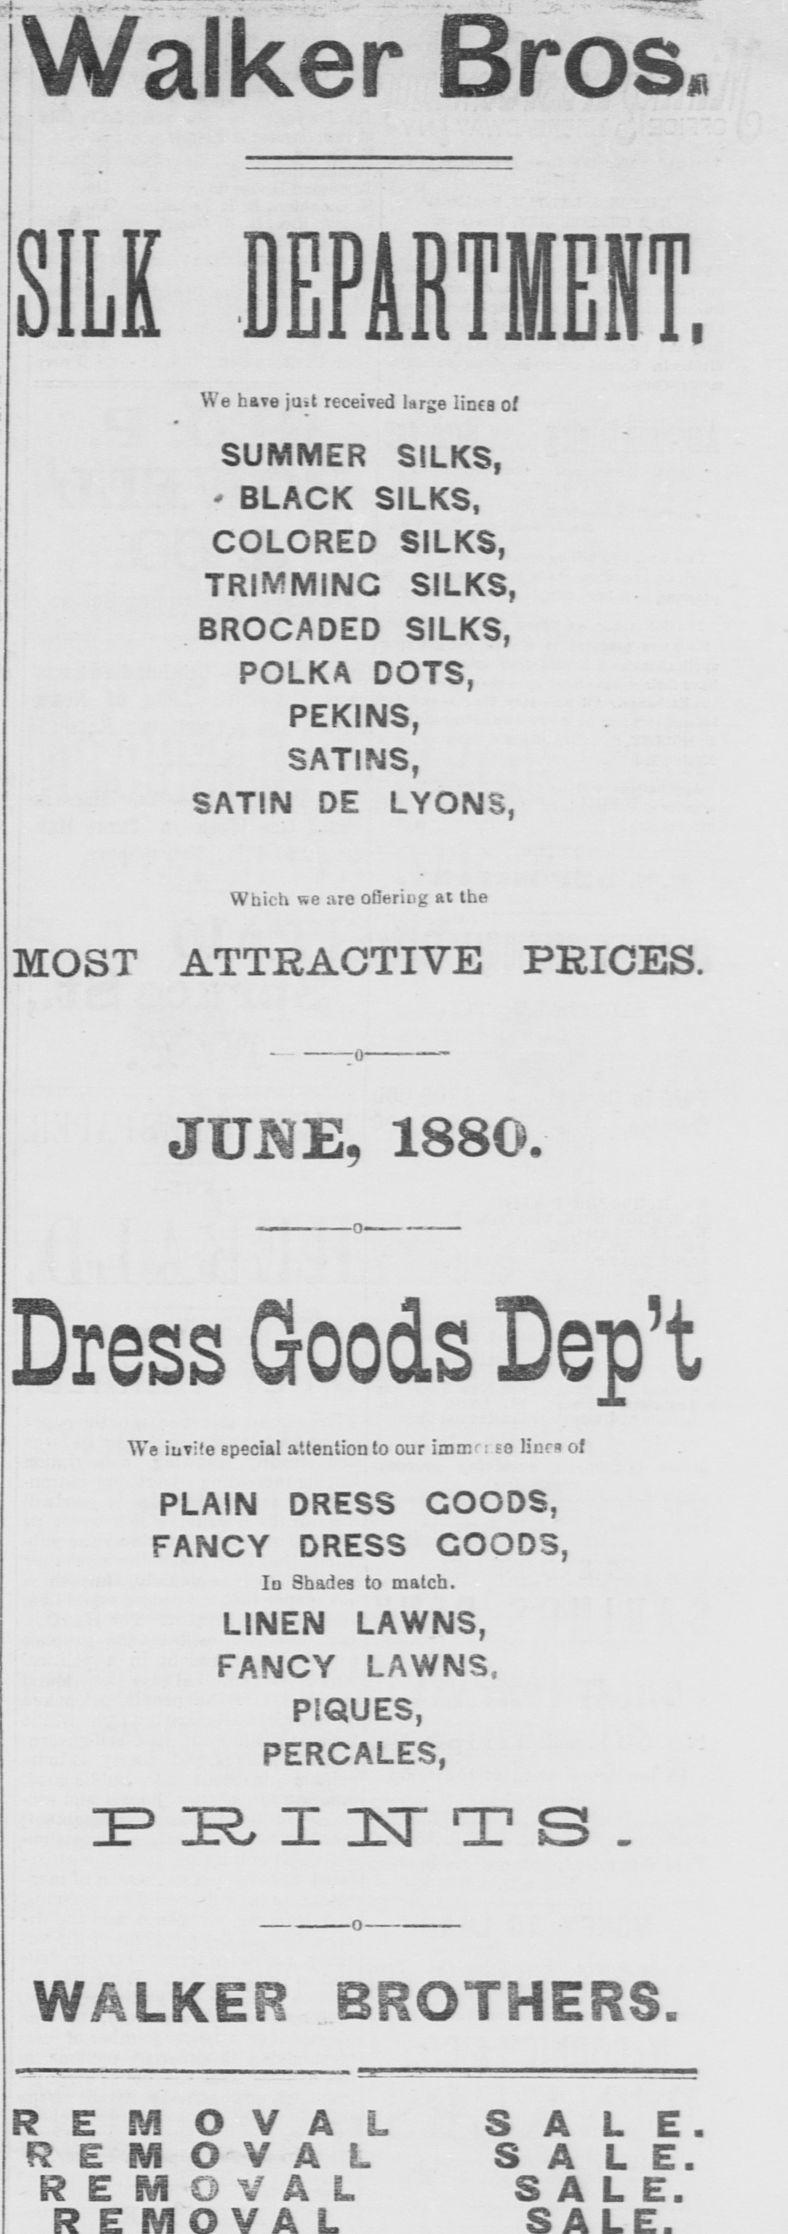 Walker Bros.
SILK DEPARTMENT,
We have just received large lines of
SUMMER SILKS,
BLACK SILKS,
COLORED SILKS,
TRIMMING SILKS,
BROCADED SILKS,
POLKA DOTS,
PEKINS,
SATINS,
SATIN DE LYONS,
Which we are offering at the
MOST ATTRACTIVE PRICES.
JUNE, 1880.
Dress Goods Dep't
We invite special attention to our immense lines of
PLAIN DRESS GOODS,
FANCY DRESS GOODS,
In Shades to match.
LINEN LAWNS,
FANCY LAWNS,
PIQUES,
PERCALES,
PRINTS.
WALKER BROTHERS.
REMOVAL SALE.
REMOVAL SALE.
REMOVAL SALE.
REMOVAL SALE.